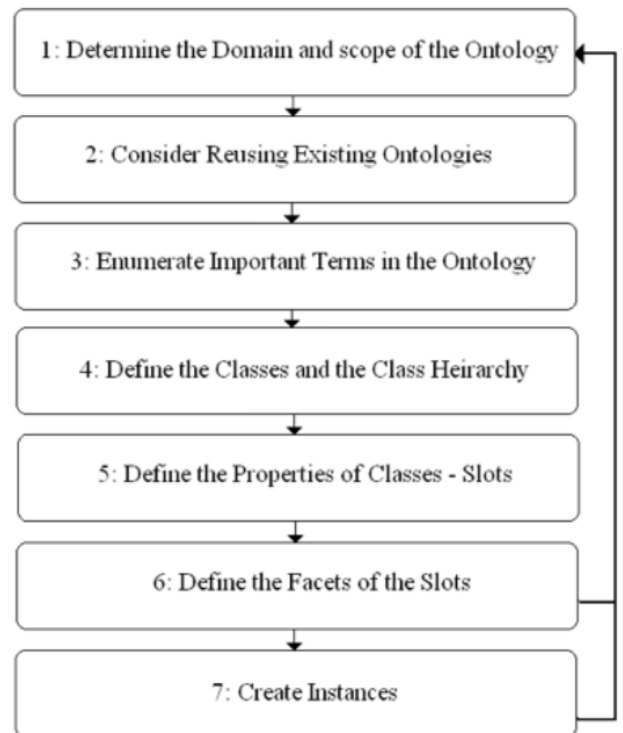 1: Determine the Domain and scope of the Ontology
2: Consider Reusing Existing Ontologies
3: Enumerate Important Terms in the Ontology
4: Define the Classes and the Class Heirarchy
5: Define the Properties of Classes - Slots
6: Define the Facets of the Slots
7: Create Instances